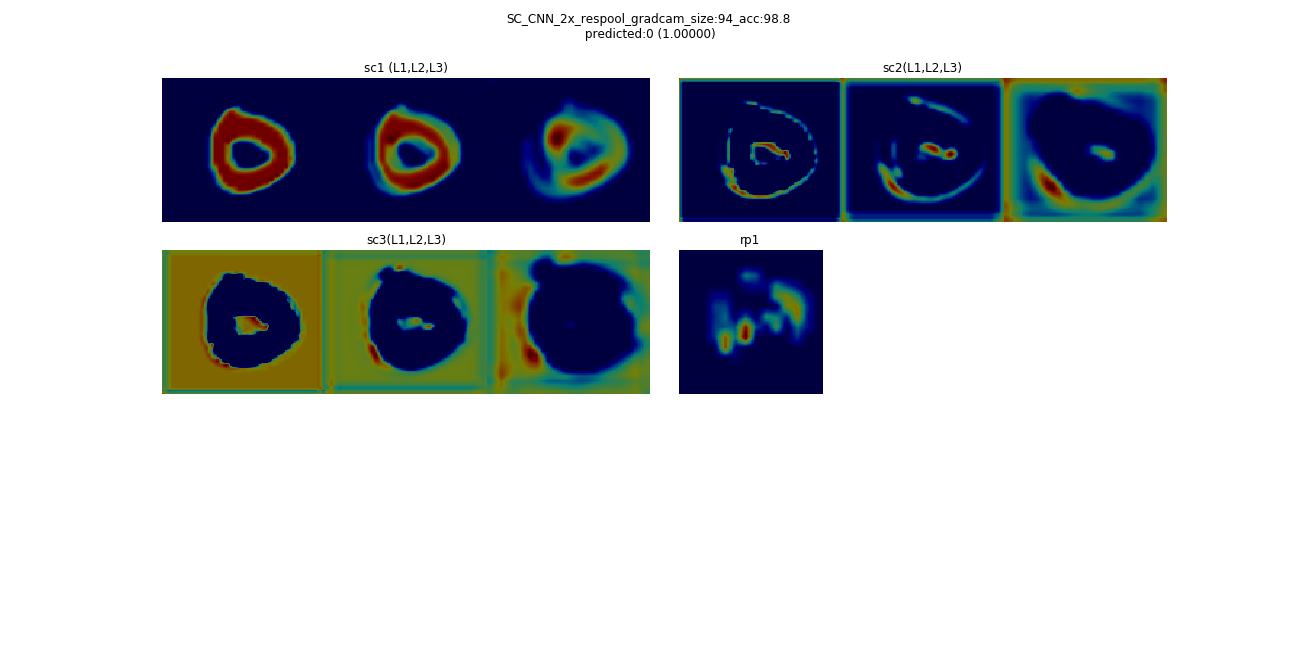 SC_CNN_2x_respool_gradcam_size:94_acc:98.8
predicted:0 (1.00000)
sc1 (L1,L2,L3)
sc2(L1,L2,L3)
sc3(L1,L2,L3)
rp1